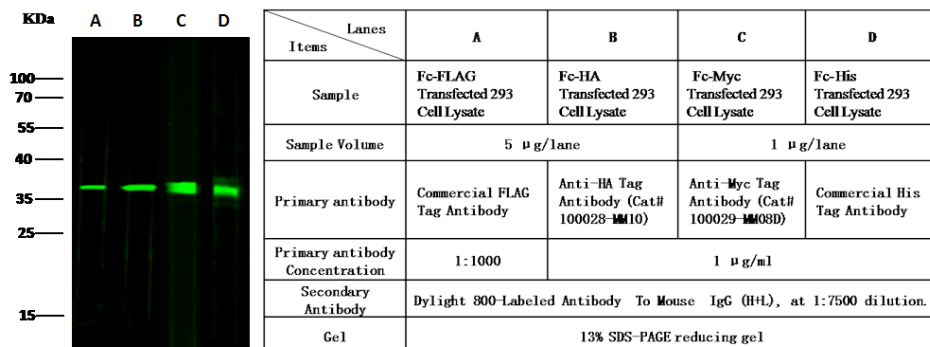 KDa A B C D
100
70
55
40
35
25
15
Lanes
Items
A B C D
Sample
Fc-FLAG
Transfected 293
Cell Lysate
Fc-HA
Transfected 293
Cell Lysate
Fc-Myc
Transfected 293
Cell Lysate
Fc-His
Transfected 293
Cell Lysate
Sample Volume
5 μg/lane
1 μg/lane
Primary antibody
Commercial FLAG
Tag Antibody
Anti-HA Tag
Antibody (Cat#
100028-MM10)
Anti-Myc Tag
Antibody (Cat#
100029-MM08D)
Commercial His
Tag Antibody
Primary antibody
Concentration
1:1000
1 μg/ml
Secondary
Antibody
Dylight 800-Labeled Antibody To Mouse IgG (H+L), at 1:7500 dilution.
Gel
13% SDS-PAGE reducing gel